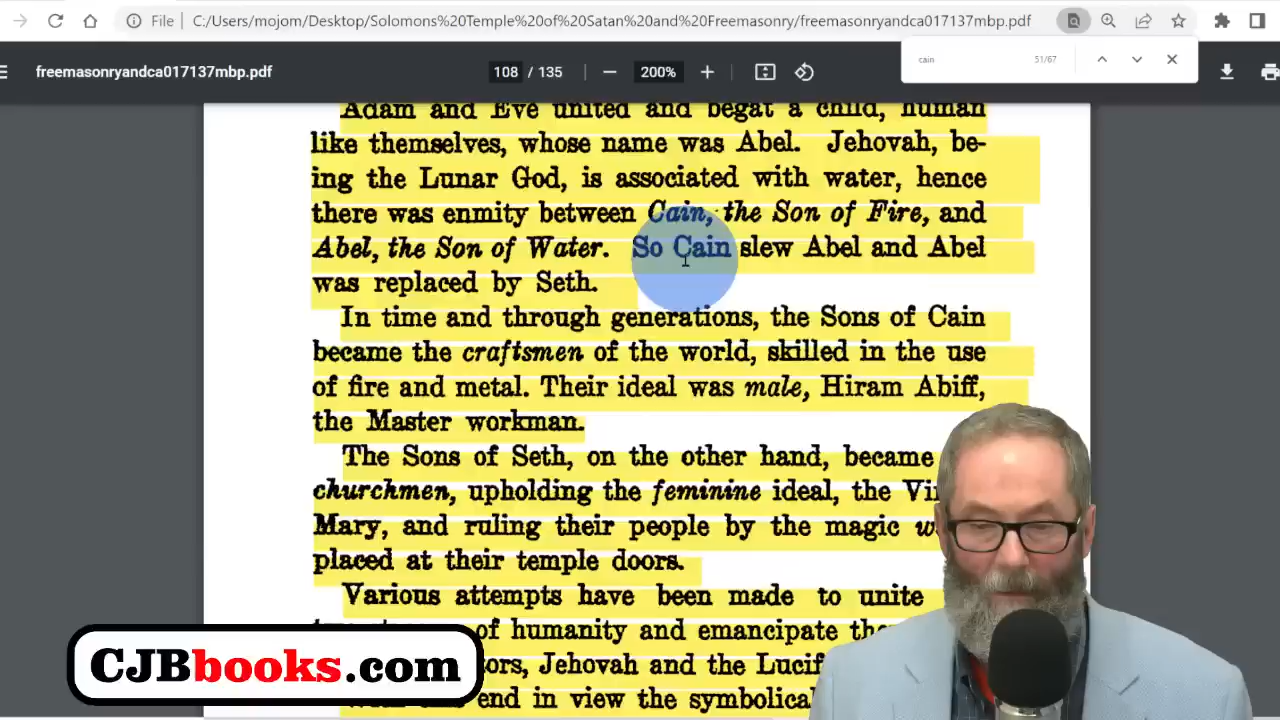 File | C:/Users/mojom/Desktop/Solomons%20Temple%20of%20Satan%20and%20Freemasonry/freemasonryandca017137mbp.pdf
freemasonryandca017137mbp.pdf 108 / 135 200% cain 51/67
Adam and Eve united and begat a child, human
like themselves, whose name was Abel. Jehovah, be-
ing the Lunar God, is associated with water, hence
there was enmity between Cain, the Son of Fire, and
Abel, the Son of Water. So Cain slew Abel and Abel
was replaced by Seth.
In time and through generations, the Sons of Cain
became the craftsmen of the world, skilled in the use
of fire and metal. Their ideal was male, Hiram Abiff,
the Master workman.
The Sons of Seth, on the other hand, became
churchmen, upholding the feminine ideal, the
Mary, and ruling their people by the magic
placed at their temple doors.
Various attempts have been made to unite
of humanity and emancipate
Jehovah and the
end in view the symbolical
CJBbooks.com